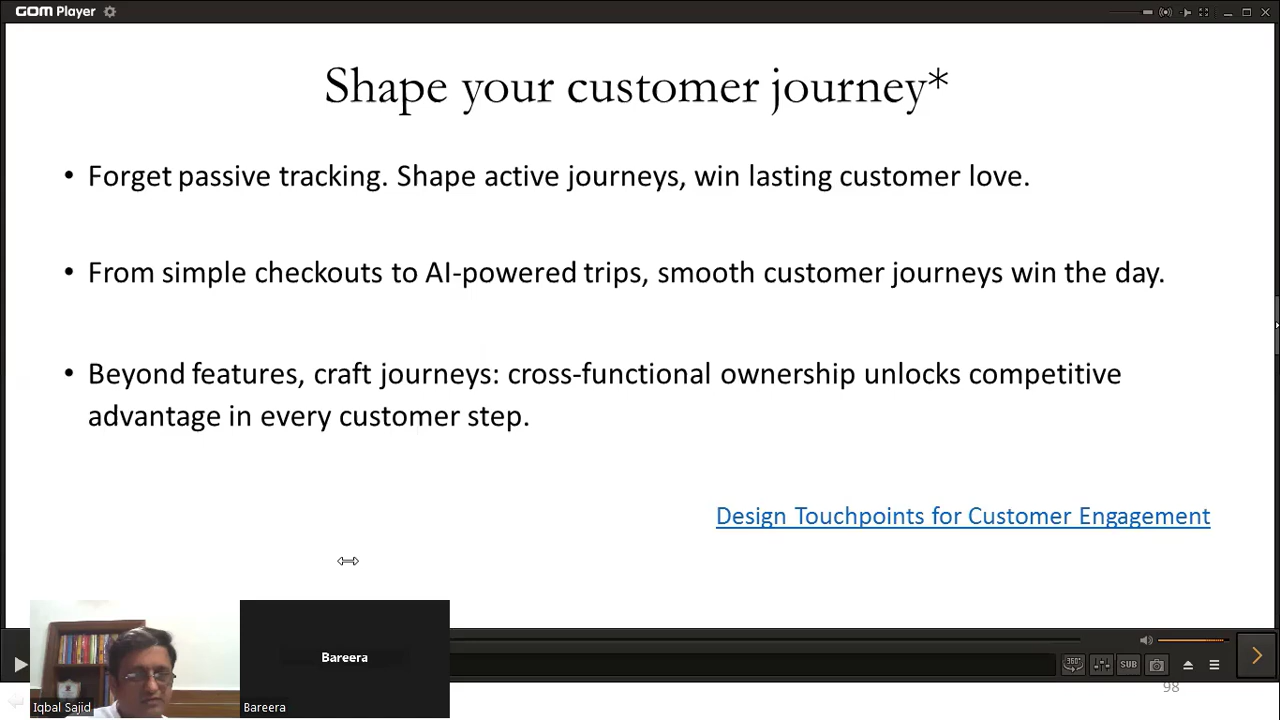 GOM Player
Shape your customer journey*
• Forget passive tracking. Shape active journeys, win lasting customer love.
• From simple checkouts to AI-powered trips, smooth customer journeys win the day.
• Beyond features, craft journeys: cross-functional ownership unlocks competitive
advantage in every customer step.
Design Touchpoints for Customer Engagement
Bareera
360°
SUB
98
Iqbal Sajid
Bareera